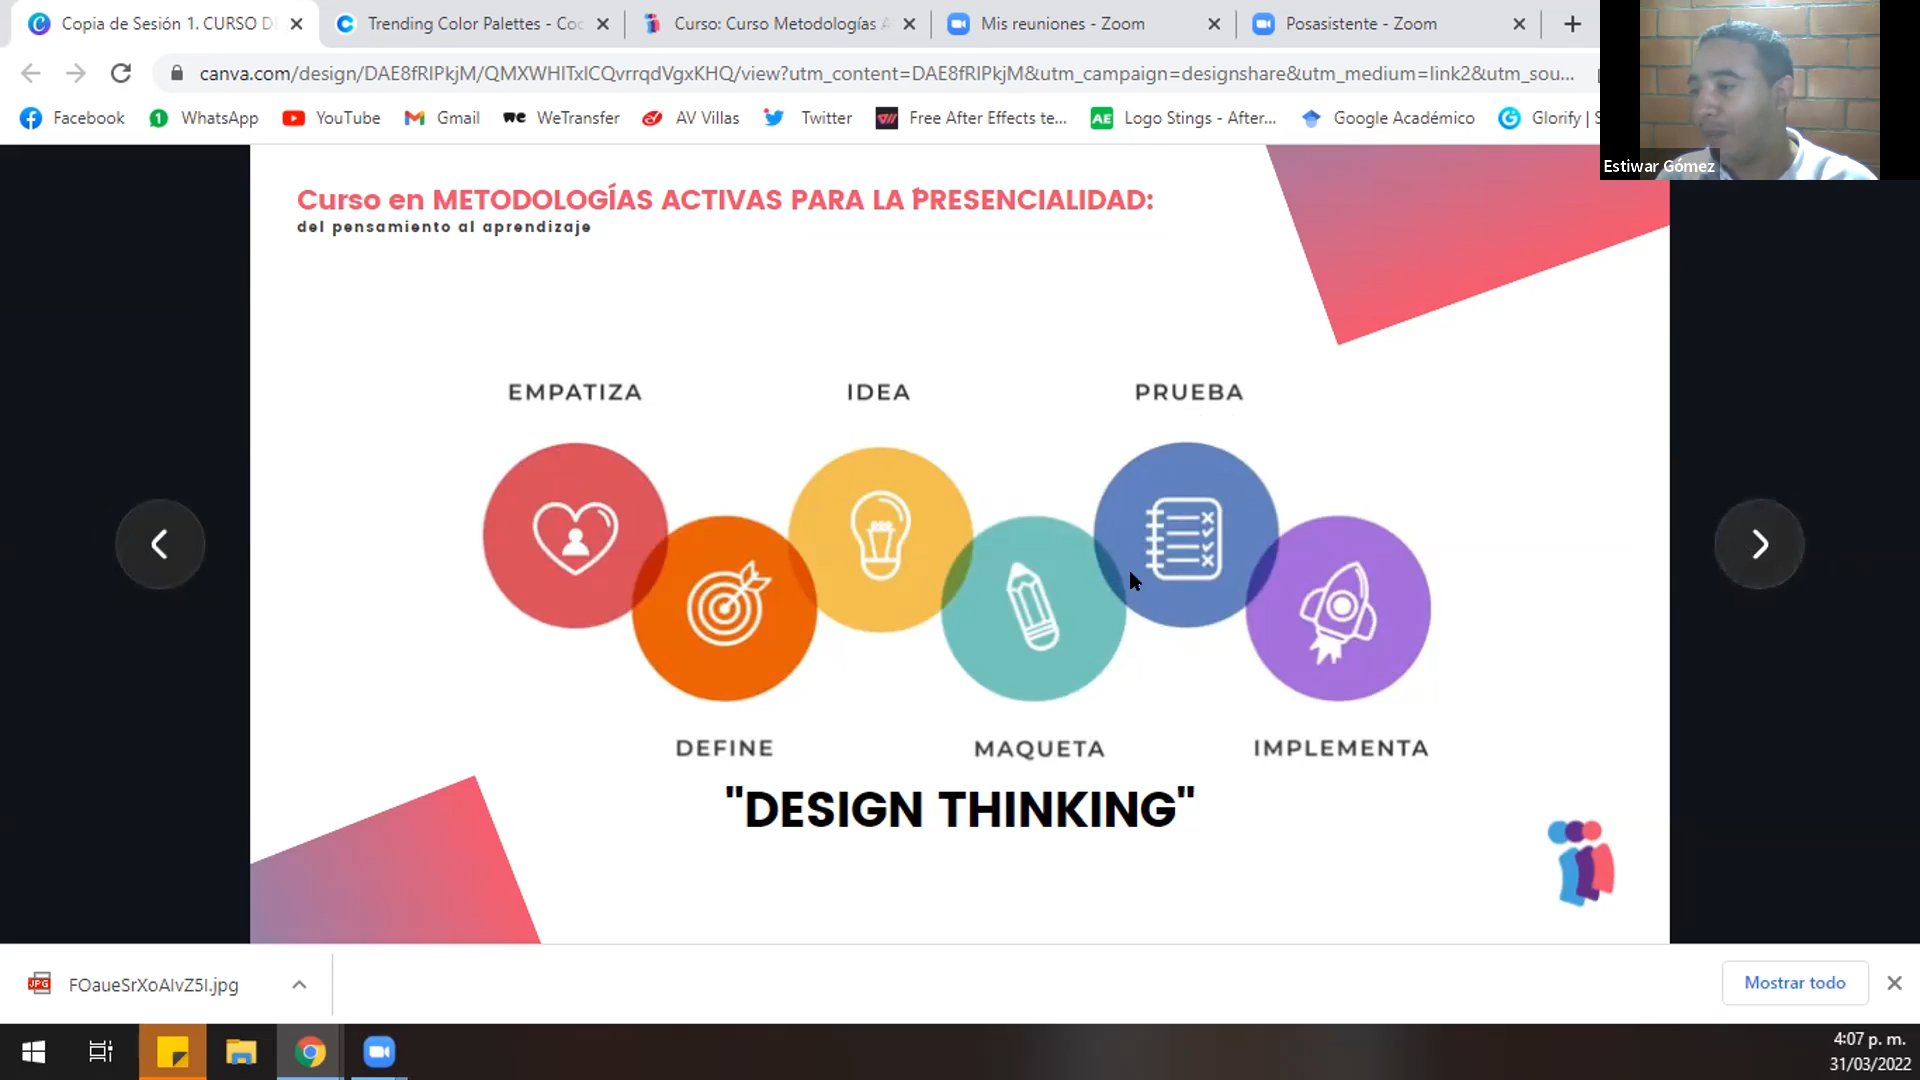 Copia de Sesión 1. CURSO D
Trending Color Palettes - Coo
Curso: Curso Metodologías A
Mis reuniones - Zoom
Posasistente - Zoom
canva.com/design/DAE8fRIPkjM/QMXWHITxICQvrrqdVgxKHQ/view?utm_content=DAE8fRIPkjM&utm_campaign=designshare&utm_medium=link2&utm_sou...
Facebook
WhatsApp
YouTube
Gmail
WeTransfer
AV Villas
Twitter
Free After Effects te...
Logo Stings - After...
Google Académico
Glorify | S
Estiwar Gómez
Curso en METODOLOGÍAS ACTIVAS PARA LA PRESENCIALIDAD:
del pensamiento al aprendizaje
EMPATIZA
IDEA
PRUEBA
DEFINE
MAQUETA
IMPLEMENTA
"DESIGN THINKING"
JPG
FOaueSrXoAIvZ5I.jpg
Mostrar todo
4:07 p. m.
31/03/2022